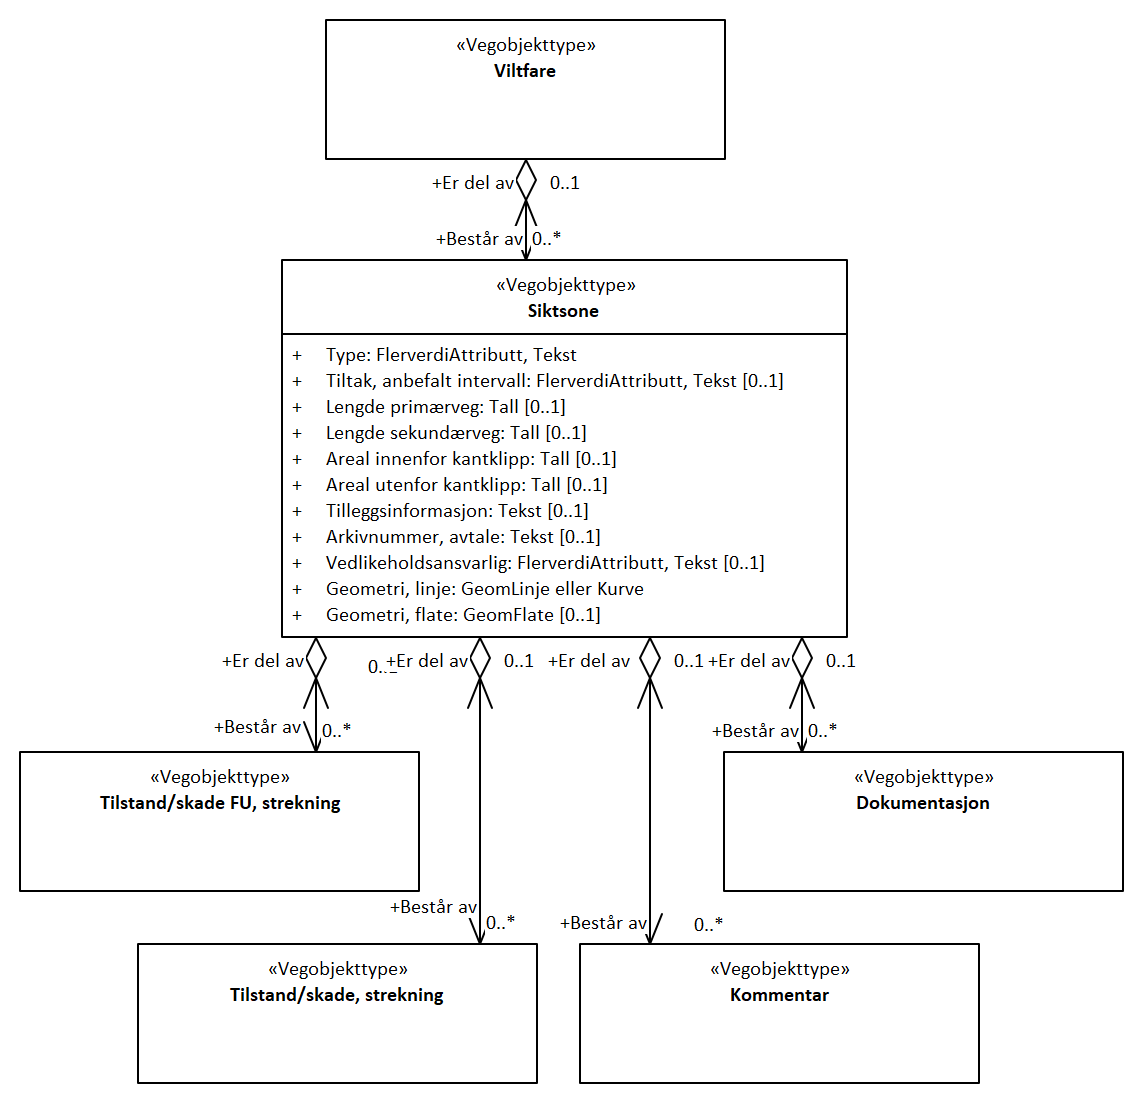 «Vegobjekttype»
Viltfare
+Er del av 0..1
+Består av 0..*
«Vegobjekttype»
Siktsone
+ Type: FlerverdiAttributt, Tekst
+ Tiltak, anbefalt intervall: FlerverdiAttributt, Tekst [0..1]
+ Lengde primærveg: Tall [0..1]
+ Lengde sekundærveg: Tall [0..1]
+ Areal innenfor kantklipp: Tall [0..1]
+ Areal utenfor kantklipp: Tall [0..1]
+ Tilleggsinformasjon: Tekst [0..1]
+ Arkivnummer, avtale: Tekst [0..1]
+ Vedlikeholdsansvarlig: FlerverdiAttributt, Tekst [0..1]
+ Geometri, linje: GeomLinje eller Kurve
+ Geometri, flate: GeomFlate [0..1]
+Er del av 0.. +Er del av 0..1 +Er del av 0..1 +Er del av 0..1
+Består av 0..* +Består av 0..*
«Vegobjekttype» «Vegobjekttype»
Tilstand/skade FU, strekning Dokumentasjon
+Består av 0..* +Består av 0..*
«Vegobjekttype» «Vegobjekttype»
Tilstand/skade, strekning Kommentar